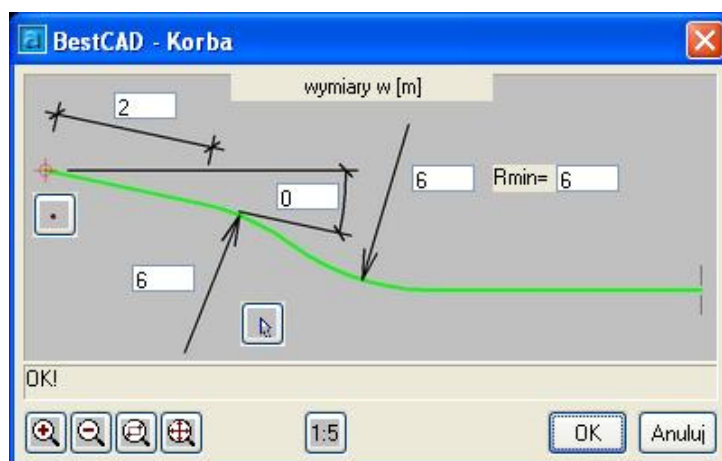 BestCAD - Korba
wymiary w [m]
2
6 Rmin= 6
0
6
OK!
1:5 OK Anuluj